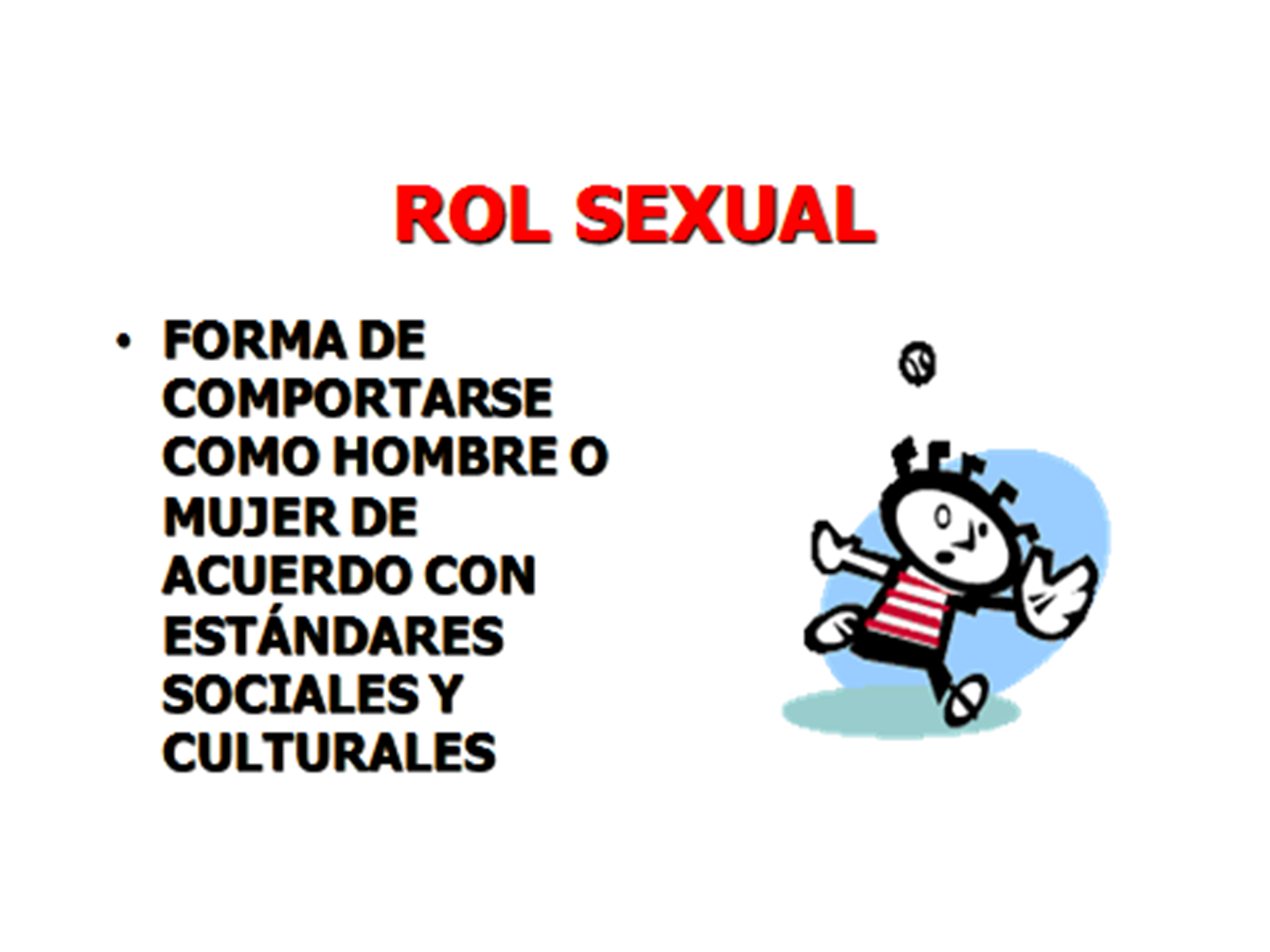 ROL SEXUAL
• FORMA DE
COMPORTARSE
COMO HOMBRE O
MUJER DE
ACUERDO CON
ESTÁNDARES
SOCIALES Y
CULTURALES